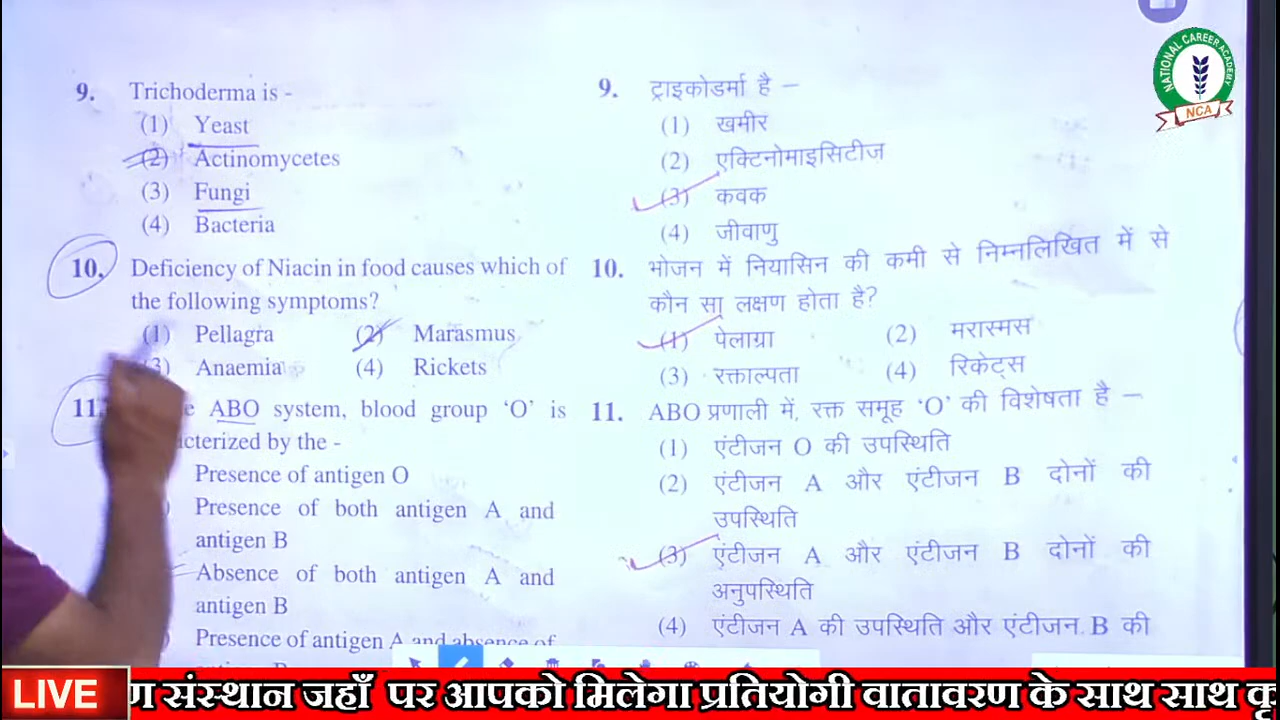 NATIONAL CAREER ACADEMY
NCA
9. Trichoderma is -
(1) Yeast
(2) Actinomycetes
(3) Fungi
(4) Bacteria
10. Deficiency of Niacin in food causes which of
the following symptoms?
(1) Pellagra (2) Marasmus
(3) Anaemia (4) Rickets
11. ABO system, blood group ‘O’ is
by the -
Presence of antigen O
Presence of both antigen A and
antigen B
Absence of both antigen A and
antigen B
Presence of antigen A and absence of
9. ट्राइकोडर्मा है –
(1) खमीर
(2) एक्टिनोमाइसिटीज
(3) कवक
(4) जीवाणु
10. भोजन में नियासिन की कमी से निम्नलिखित में से
कौन सा लक्षण होता है?
(1) पेलाग्रा (2) मरास्मस
(3) रक्ताल्पता (4) रिकेट्स
11. ABO प्रणाली में, रक्त समूह ‘O’ की विशेषता है –
(1) एंटीजन O की उपस्थिति
(2) एंटीजन A और एंटीजन B दोनों की
उपस्थिति
(3) एंटीजन A और एंटीजन B दोनों की
अनुपस्थिति
(4) एंटीजन A की उपस्थिति और एंटीजन B की
LIVE संस्थान जहाँ पर आपको मिलेगा प्रतियोगी वातावरण के साथ साथ